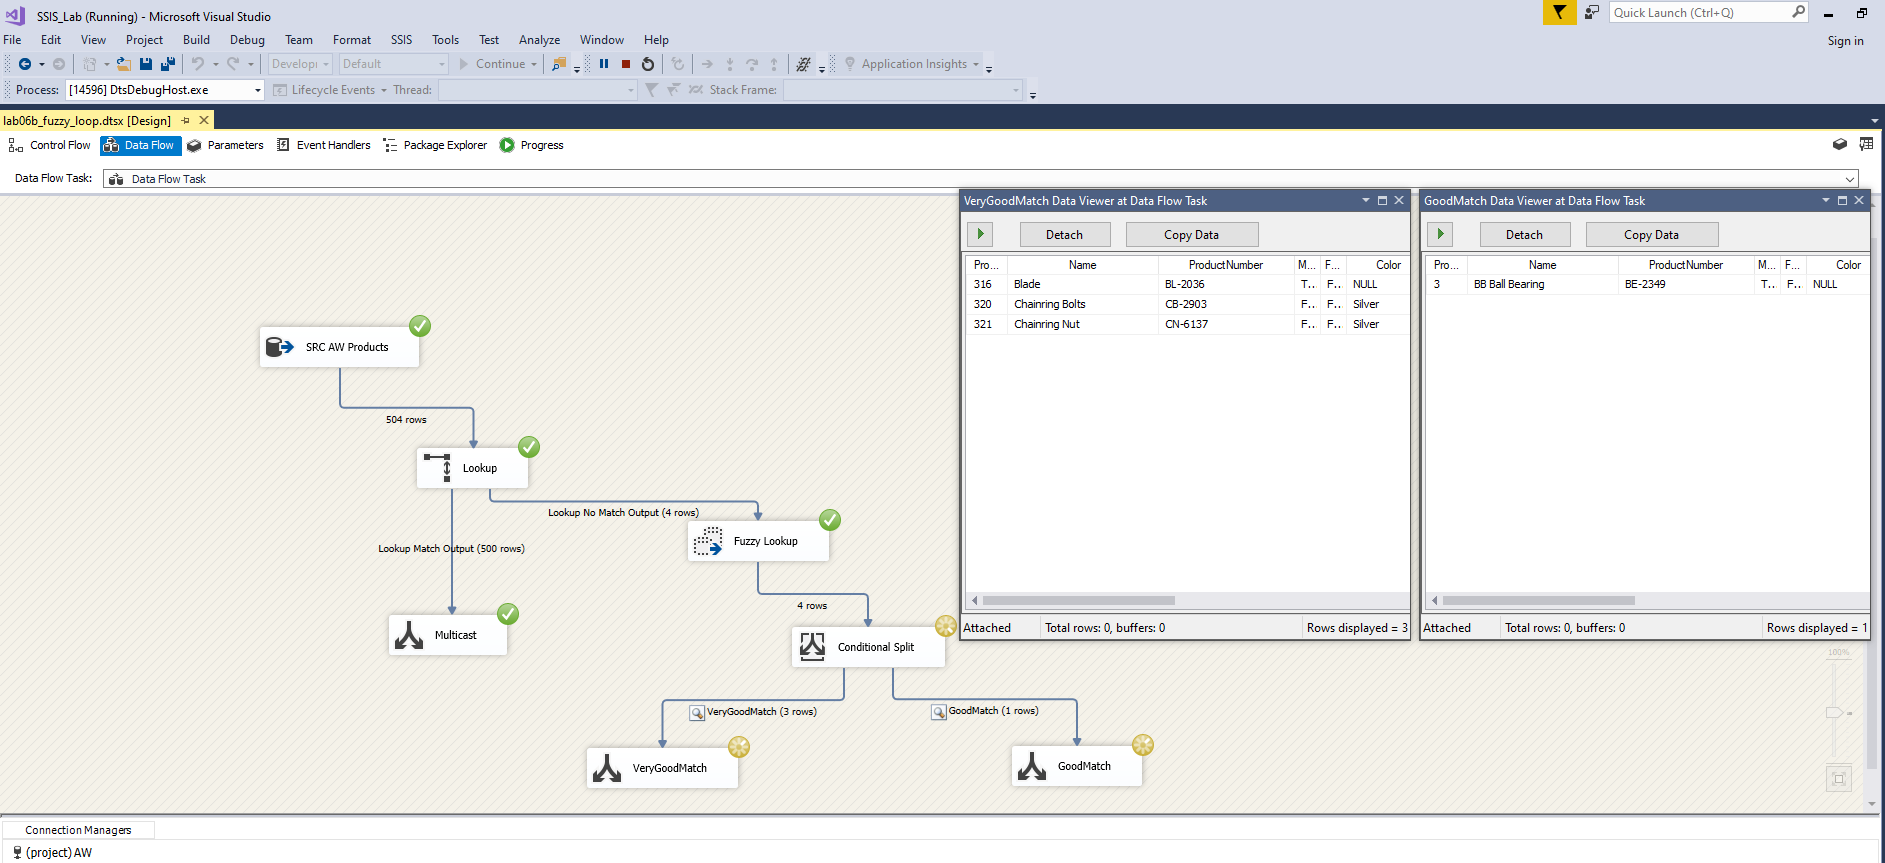 SSIS_Lab (Running) - Microsoft Visual Studio
Quick Launch (Ctrl+Q)
File Edit View Project Build Debug Team Format SSIS Tools Test Analyze Window Help
Sign in
Develop Default Continue Application Insights
Process: [14596] DtsDebugHost.exe Lifecycle Events Thread: Stack Frame:
lab06b_fuzzy_loop.dtsx [Design]
Control Flow Data Flow Parameters Event Handlers Package Explorer Progress
Data Flow Task: Data Flow Task
VeryGoodMatch Data Viewer at Data Flow Task
Detach Copy Data
Pro... Name ProductNumber M... F... Color
316 Blade BL-2036 T... F... NULL
320 Chainring Bolts CB-2903 F... F... Silver
321 Chainring Nut CN-6137 F... F... Silver
Attached Total rows: 0, buffers: 0 Rows displayed = 3
GoodMatch Data Viewer at Data Flow Task
Detach Copy Data
Pro... Name ProductNumber M... F... Color
3 BB Ball Bearing BE-2349 T... F... NULL
Attached Total rows: 0, buffers: 0 Rows displayed = 1
SRC AW Products
504 rows
Lookup
Lookup No Match Output (4 rows)
Fuzzy Lookup
Lookup Match Output (500 rows)
4 rows
Multicast
Conditional Split
VeryGoodMatch (3 rows)
GoodMatch (1 rows)
VeryGoodMatch
GoodMatch
100%
Connection Managers
(project) AW